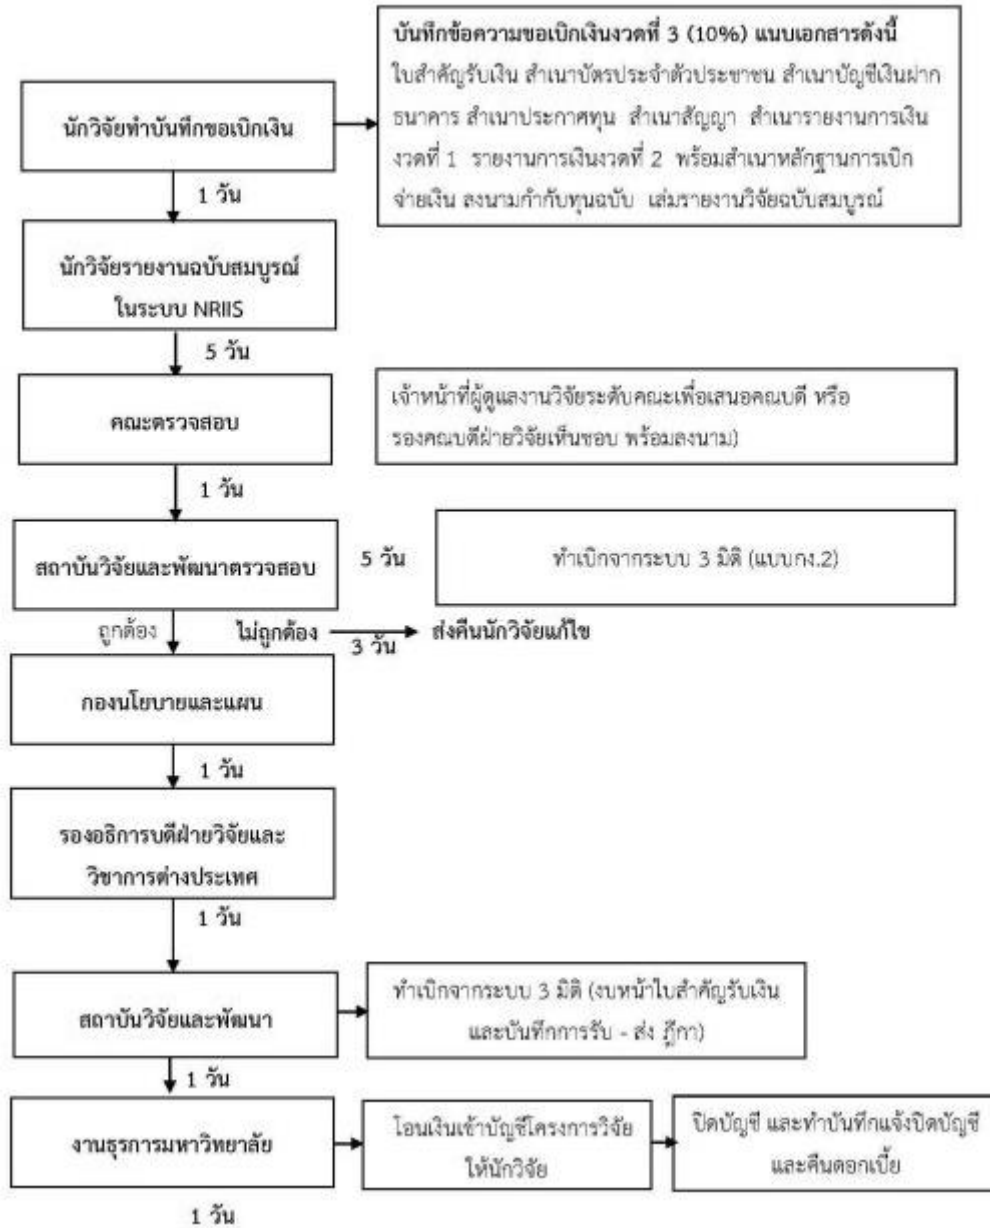 บันทึกข้อความขอเบิกเงินงวดที่ 3 (10%) แนบเอกสารดังนี้
ใบสำคัญรับเงิน สำเนาบัตรประจำตัวประชาชน สำเนาบัญชีเงินฝาก
ธนาคาร สำเนาประกาศทุน สำเนาสัญญา สำเนารายงานการเงิน
งวดที่ 1 รายงานการเงินงวดที่ 2 พร้อมสำเนาหลักฐานการเบิก
จ่ายเงิน ลงนามกำกับทุนฉบับ เล่มรายงานวิจัยฉบับสมบูรณ์
นักวิจัยทำบันทึกขอเบิกเงิน
1 วัน
นักวิจัยรายงานฉบับสมบูรณ์
ในระบบ NRIIS
5 วัน
คณะตรวจสอบ
เจ้าหน้าที่ผู้ดูแลงานวิจัยระดับคณะเพื่อเสนอคณบดี หรือ
รองคณบดีฝ่ายวิจัยเห็นชอบ พร้อมลงนาม)
1 วัน
สถาบันวิจัยและพัฒนาตรวจสอบ
5 วัน
ทำเบิกจากระบบ 3 มิติ (แบบกง.2)
ถูกต้อง
ไม่ถูกต้อง
3 วัน
ส่งคืนนักวิจัยแก้ไข
กองนโยบายและแผน
1 วัน
รองอธิการบดีฝ่ายวิจัยและ
วิชาการต่างประเทศ
1 วัน
สถาบันวิจัยและพัฒนา
ทำเบิกจากระบบ 3 มิติ (งบหน้าใบสำคัญรับเงิน
และบันทึกการรับ - ส่ง ฎีกา)
1 วัน
งานธุรการมหาวิทยาลัย
โอนเงินเข้าบัญชีโครงการวิจัย
ให้นักวิจัย
ปิดบัญชี และทำบันทึกแจ้งปิดบัญชี
และคืนดอกเบี้ย
1 วัน